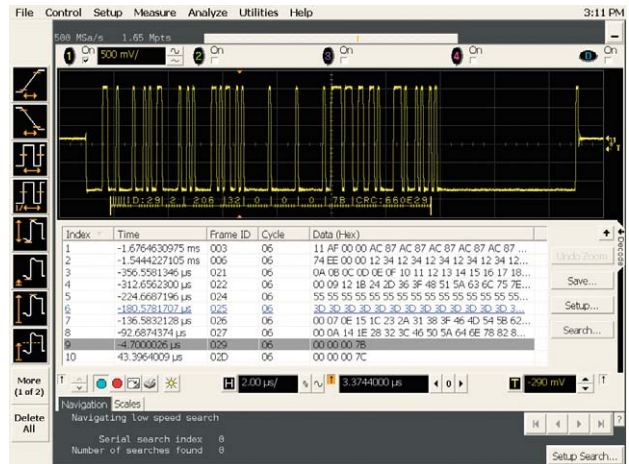 File Control Setup Measure Analyze Utilities Help 3:11 PM
500 MSa/s 1.65 Mpts
1 On 500 mV/ 2 On 3 On 4 On D On
ID:29| 2 | 206 |32| 0 | 0 | 0 | 7B |CRC:660E29|
Index Time Frame ID Cycle Data (Hex)
1 -1.6764630975 ms 003 06 11 AF 00 00 AC 87 AC 87 AC 87 AC 87 ...
2 -1.5444227105 ms 006 06 74 EE 00 00 12 34 12 34 12 34 12 34 12...
3 -356.5581346 µs 021 06 0A 0B 0C 0D 0E 0F 10 11 12 13 14 15 16 17 18...
4 -312.6562300 µs 022 06 00 09 12 1B 24 2D 36 3F 48 51 5A 63 6C 75 7E...
5 -224.6687196 µs 024 06 55 55 55 55 55 55 55 55 55 55 55 55 55 55 55...
6 -180.5781707 µs 025 06 3D 3D 3D 3D 3D 3D 3D 3D 3D 3D 3D 3D 3D 3D 3...
7 -136.5832128 µs 026 06 00 07 0E 15 1C 23 2A 31 38 3F 46 4D 54 5B 62...
8 -92.6874374 µs 027 06 00 0A 14 1E 28 32 3C 46 50 5A 64 6E 78 82 8...
9 -4.7000026 µs 029 06 00 00 00 7B
10 43.3964009 µs 02D 06 00 00 00 7C
Decode
Undo Zoom
Save...
Setup...
Search...
More
(1 of 2)
Delete
All
H 2.00 µs/ 3.3744000 µs 0 T -290 mV
Navigation Scales
Navigating low speed search
Serial search index 0
Number of searches found 0
?
Setup Search...